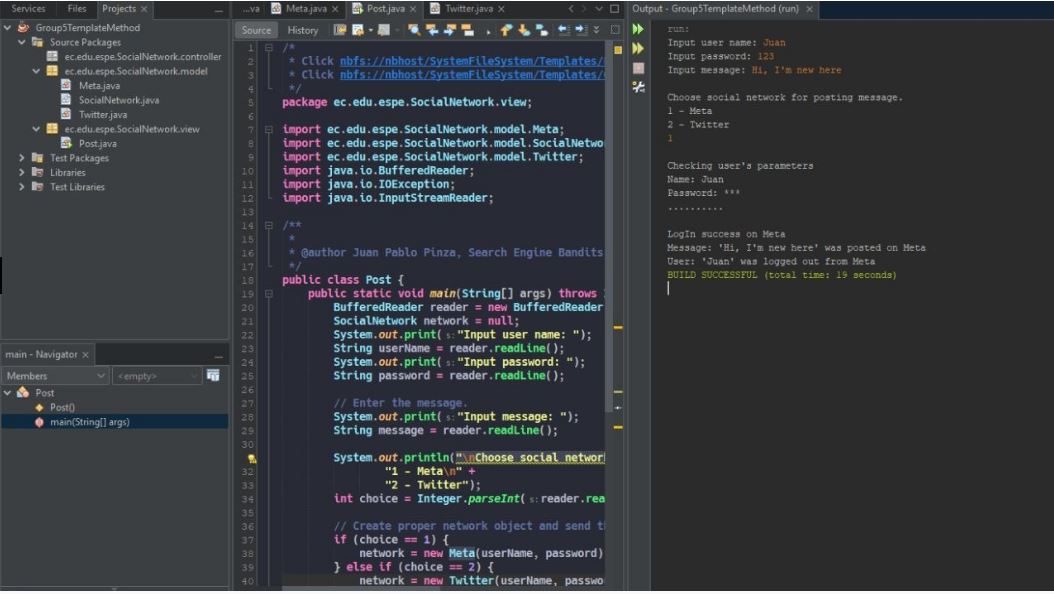 Services Files Projects
Group5TemplateMethod
Source Packages
ec.edu.espe.SocialNetwork.controller
ec.edu.espe.SocialNetwork.model
Meta.java
SocialNetwork.java
Twitter.java
ec.edu.espe.SocialNetwork.view
Post.java
Test Packages
Libraries
Test Libraries
main - Navigator
Members <empty>
Post
Post()
main(String[] args)
...va Meta.java Post.java Twitter.java
Source History
1 /*
2 * Click nbfs://nbhost/SystemFileSystem/Templates/
3 * Click nbfs://nbhost/SystemFileSystem/Templates/
4 */
5 package ec.edu.espe.SocialNetwork.view;
6
7 import ec.edu.espe.SocialNetwork.model.Meta;
8 import ec.edu.espe.SocialNetwork.model.SocialNetwo
9 import ec.edu.espe.SocialNetwork.model.Twitter;
10 import java.io.BufferedReader;
11 import java.io.IOException;
12 import java.io.InputStreamReader;
13
14 /**
15 *
16 * @author Juan Pablo Pinza, Search Engine Bandits
17 */
18 public class Post {
19 public static void main(String[] args) throws
20 BufferedReader reader = new BufferedReader
21 SocialNetwork network = null;
22 System.out.print( s: "Input user name: ");
23 String userName = reader.readLine();
24 System.out.print( s: "Input password: ");
25 String password = reader.readLine();
26
27 // Enter the message.
28 System.out.print( s: "Input message: ");
29 String message = reader.readLine();
30
System.out.println("\nChoose social networ
32 "1 - Meta\n" +
33 "2 - Twitter");
34 int choice = Integer.parseInt( s: reader.rea
35
36 // Create proper network object and send t
37 if (choice == 1) {
38 network = new Meta(userName, password)
39 } else if (choice == 2) {
40 network = new Twitter(userName, passwo
Output - Group5TemplateMethod (run)
run:
Input user name: Juan
Input password: 123
Input message: Hi, I'm new here
Choose social network for posting message.
1 - Meta
2 - Twitter
1
Checking user's parameters
Name: Juan
Password: ***
..........
LogIn success on Meta
Message: 'Hi, I'm new here' was posted on Meta
User: 'Juan' was logged out from Meta
BUILD SUCCESSFUL (total time: 19 seconds)